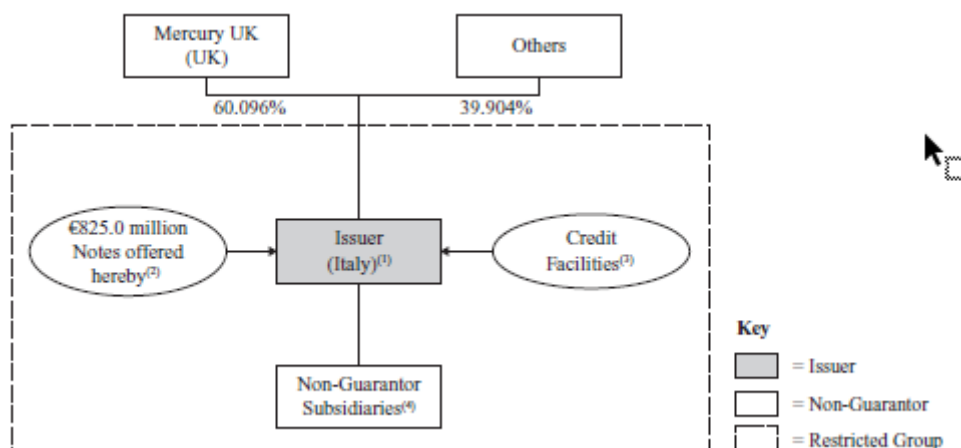 Mercury UK
(UK)
Others
60.096%
39.904%
€825.0 million
Notes offered
hereby(2)
Issuer
(Italy)(1)
Credit
Facilities(3)
Non-Guarantor
Subsidiaries(4)
Key
= Issuer
= Non-Guarantor
= Restricted Group